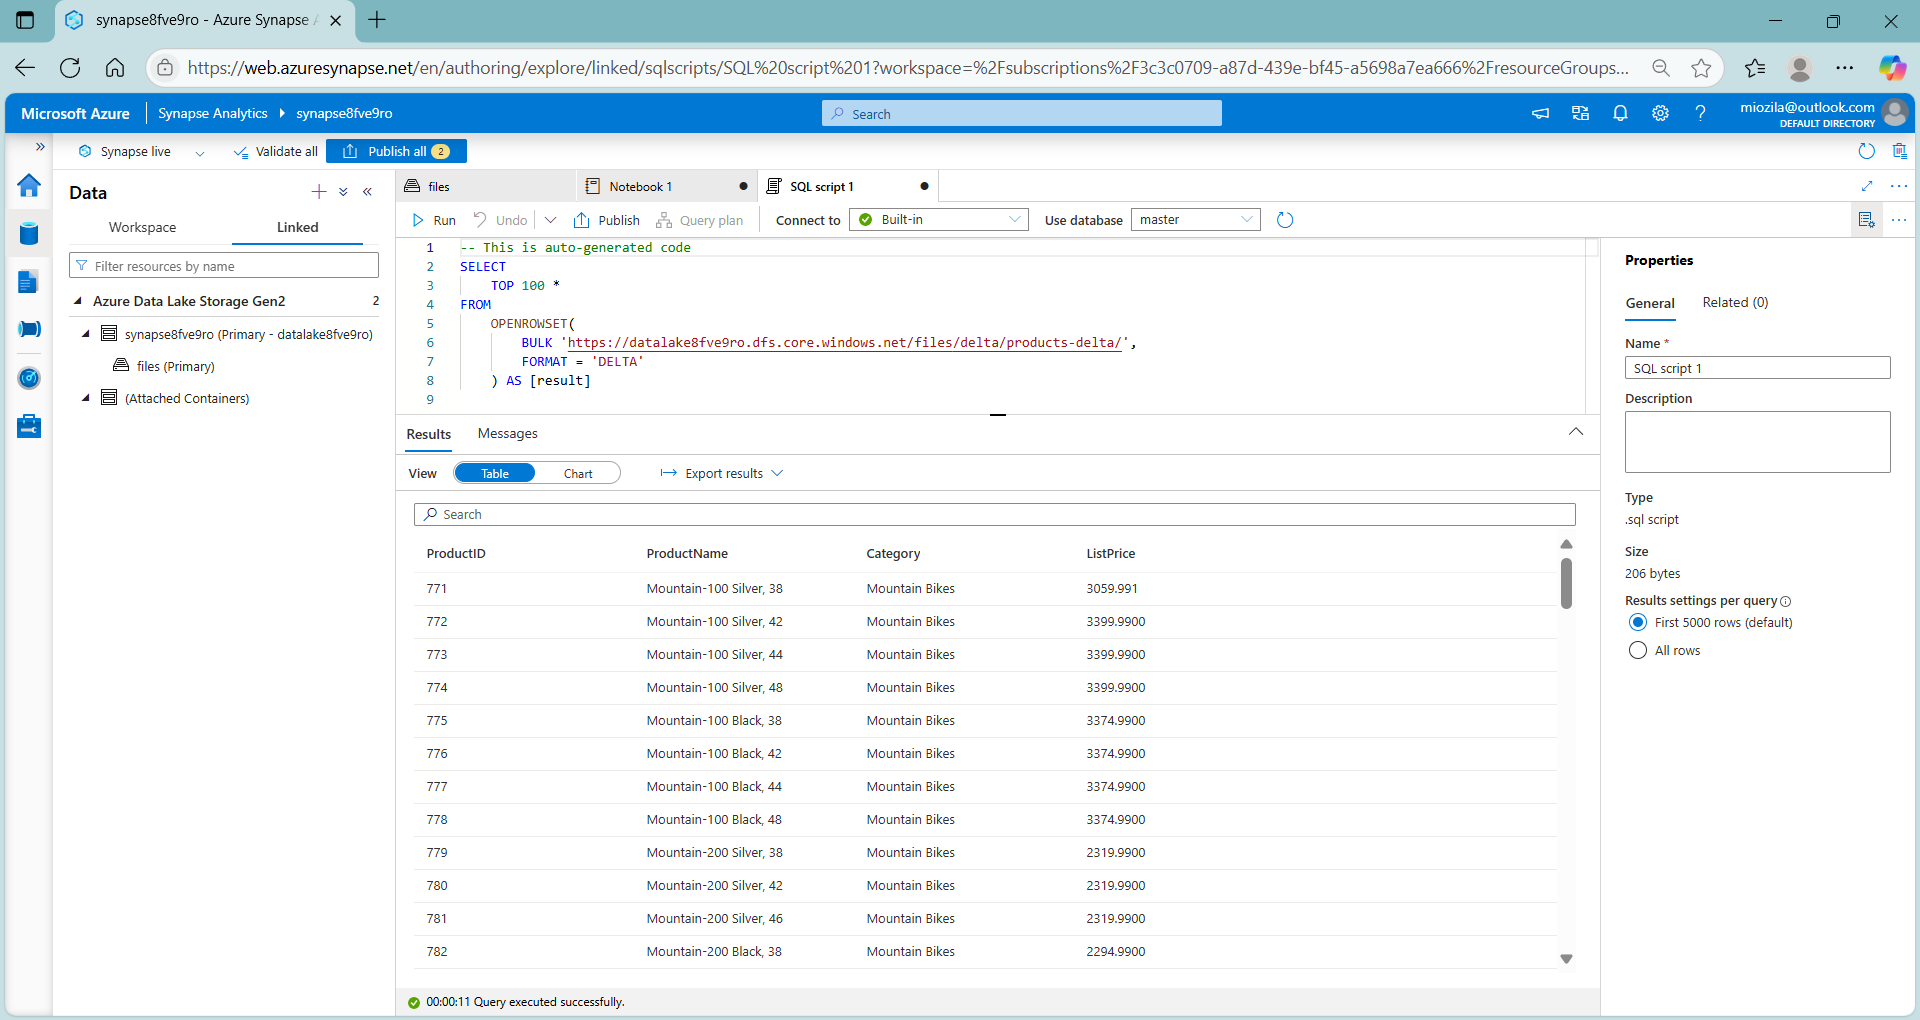 synapse8fve9ro - Azure Synapse
https://web.azuresynapse.net/en/authoring/explore/linked/sqlscripts/SQL%20script%201?workspace=%2Fsubscriptions%2F3c3c0709-a87d-439e-bf45-a5698a7ea666%2FresourceGroups...
Microsoft Azure
Synapse Analytics
synapse8fve9ro
Search
miozila@outlook.com
DEFAULT DIRECTORY
Synapse live
Validate all
Publish all 2
Data
Workspace
Linked
Filter resources by name
Azure Data Lake Storage Gen2 2
synapse8fve9ro (Primary - datalake8fve9ro)
files (Primary)
(Attached Containers)
files
Notebook 1
SQL script 1
Run
Undo
Publish
Query plan
Connect to
Built-in
Use database
master
1 -- This is auto-generated code
2 SELECT
3 TOP 100 *
4 FROM
5 OPENROWSET(
6 BULK 'https://datalake8fve9ro.dfs.core.windows.net/files/delta/products-delta/',
7 FORMAT = 'DELTA'
8 ) AS [result]
9
Results
Messages
View
Table
Chart
Export results
Search
ProductID ProductName Category ListPrice
771 Mountain-100 Silver, 38 Mountain Bikes 3059.991
772 Mountain-100 Silver, 42 Mountain Bikes 3399.9900
773 Mountain-100 Silver, 44 Mountain Bikes 3399.9900
774 Mountain-100 Silver, 48 Mountain Bikes 3399.9900
775 Mountain-100 Black, 38 Mountain Bikes 3374.9900
776 Mountain-100 Black, 42 Mountain Bikes 3374.9900
777 Mountain-100 Black, 44 Mountain Bikes 3374.9900
778 Mountain-100 Black, 48 Mountain Bikes 3374.9900
779 Mountain-200 Silver, 38 Mountain Bikes 2319.9900
780 Mountain-200 Silver, 42 Mountain Bikes 2319.9900
781 Mountain-200 Silver, 46 Mountain Bikes 2319.9900
782 Mountain-200 Black, 38 Mountain Bikes 2294.9900
00:00:11 Query executed successfully.
Properties
General
Related (0)
Name *
SQL script 1
Description
Type
.sql script
Size
206 bytes
Results settings per query
First 5000 rows (default)
All rows